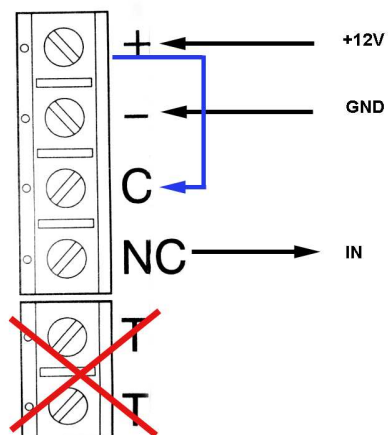 + +12V
− GND
C
NC IN
T
T